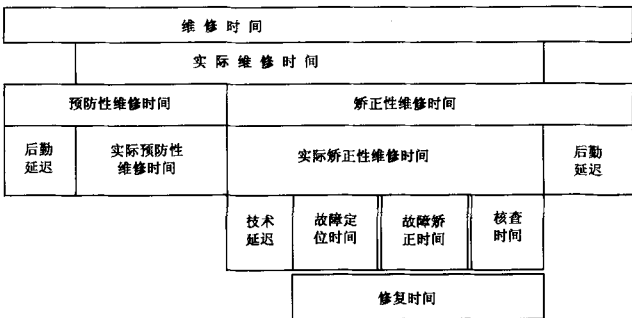 维修时间
实际维修时间
预防性维修时间 矫正性维修时间
后勤 实际预防性 实际矫正性维修时间 后勤
延迟 维修时间 延迟
技术 故障定 故障矫 核查
延迟 位时间 正时间 时间
修复时间